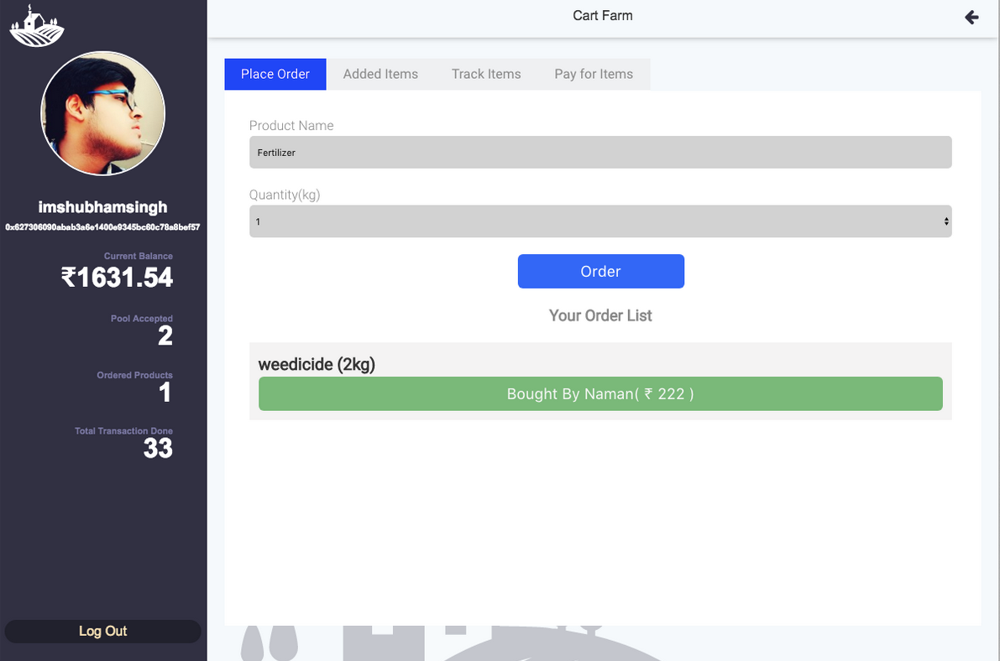 Cart Farm
imshubhamsingh
0x627306090abab3a6e1400e9345bc60c78a8bef57
Current Balance
₹1631.54
Pool Accepted
2
Ordered Products
1
Total Transaction Done
33
Log Out
Place Order Added Items Track Items Pay for Items
Product Name
Fertilizer
Quantity(kg)
1
Order
Your Order List
weedicide (2kg)
Bought By Naman( ₹ 222 )